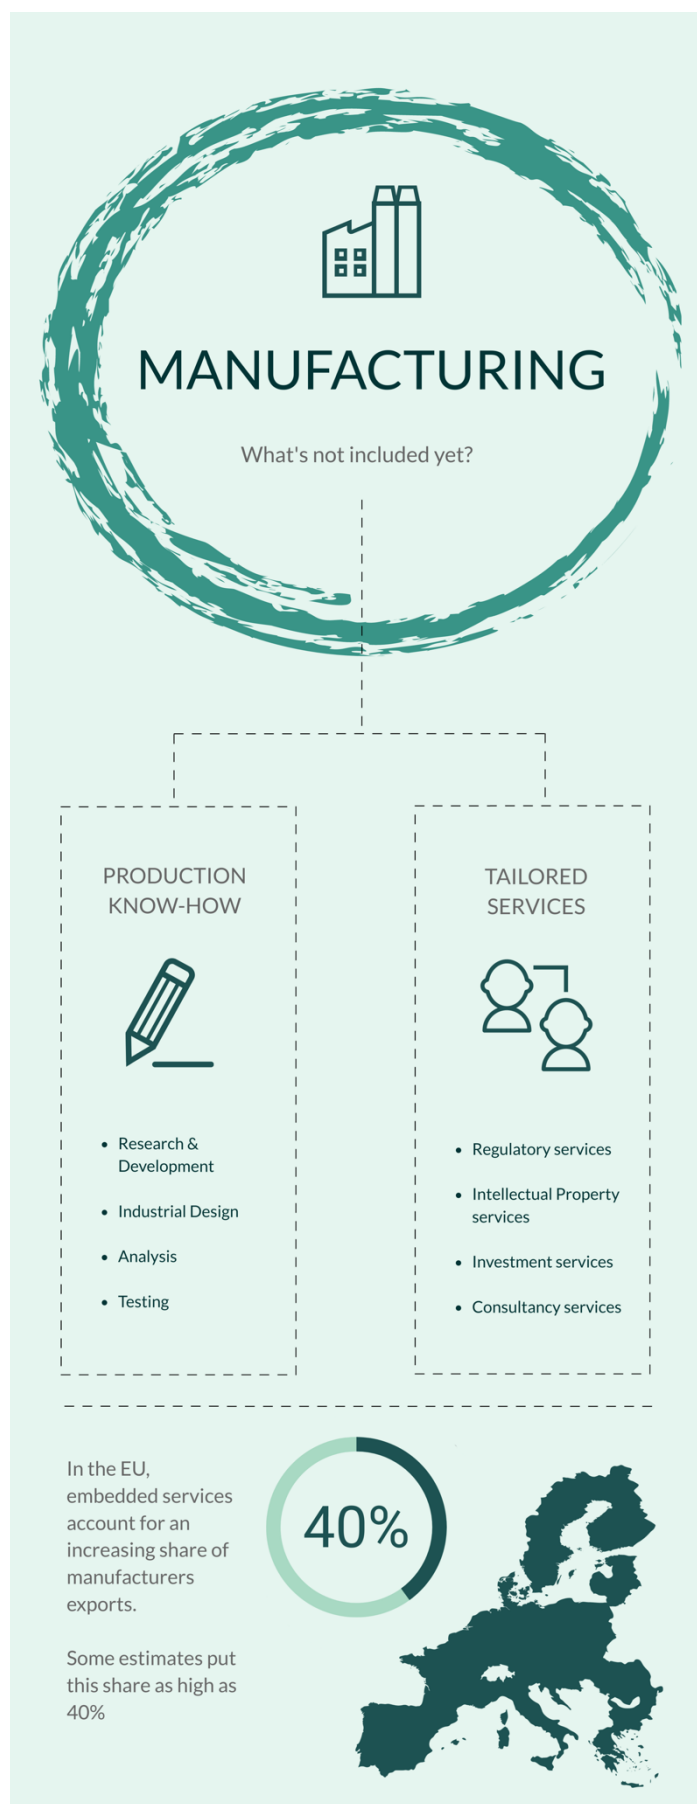 MANUFACTURING
What's not included yet?
PRODUCTION
KNOW-HOW
• Research &
Development
• Industrial Design
• Analysis
• Testing
TAILORED
SERVICES
• Regulatory services
• Intellectual Property
services
• Investment services
• Consultancy services
In the EU,
embedded services
account for an
increasing share of
manufacturers
exports.
Some estimates put
this share as high as
40%
40%